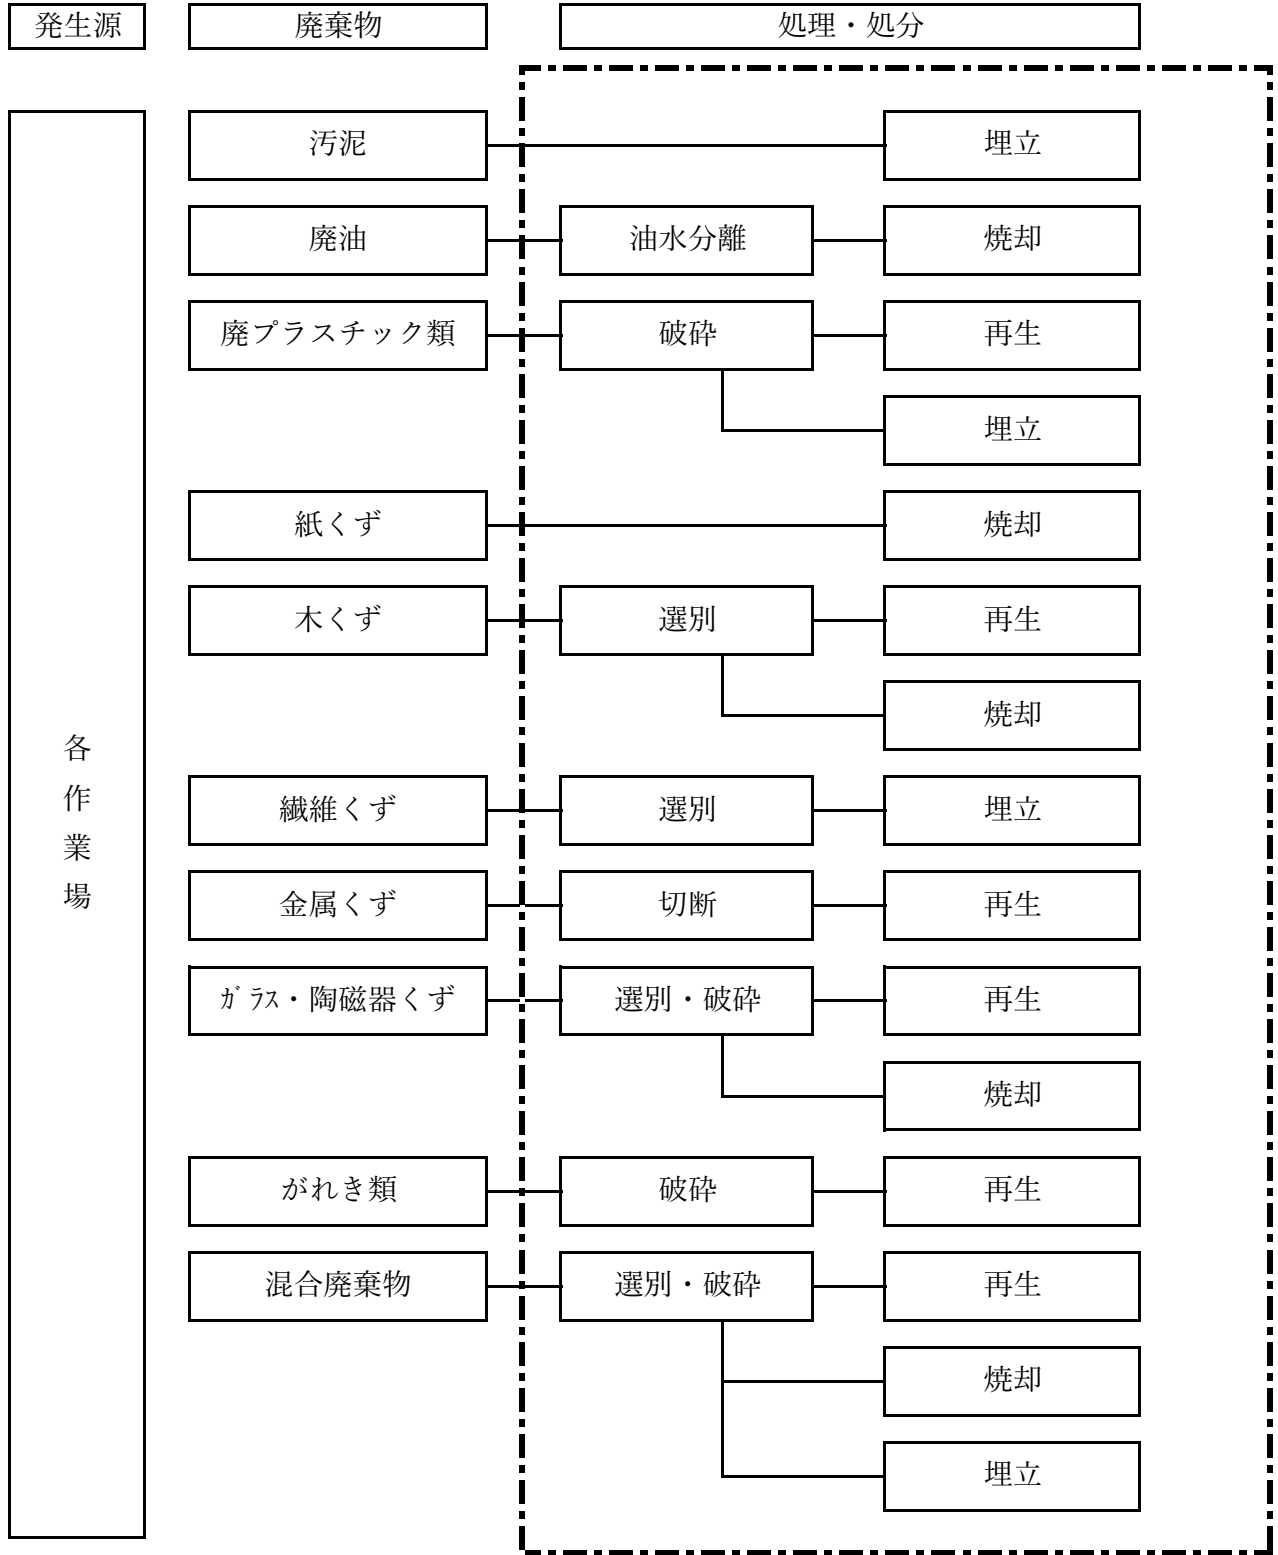 発生源
廃棄物
処理・処分
各作業場
汚泥
埋立
廃油
油水分離
焼却
廃プラスチック類
破砕
再生
埋立
紙くず
焼却
木くず
選別
再生
焼却
繊維くず
選別
埋立
金属くず
切断
再生
ｶﾞﾗｽ・陶磁器くず
選別・破砕
再生
焼却
がれき類
破砕
再生
混合廃棄物
選別・破砕
再生
焼却
埋立